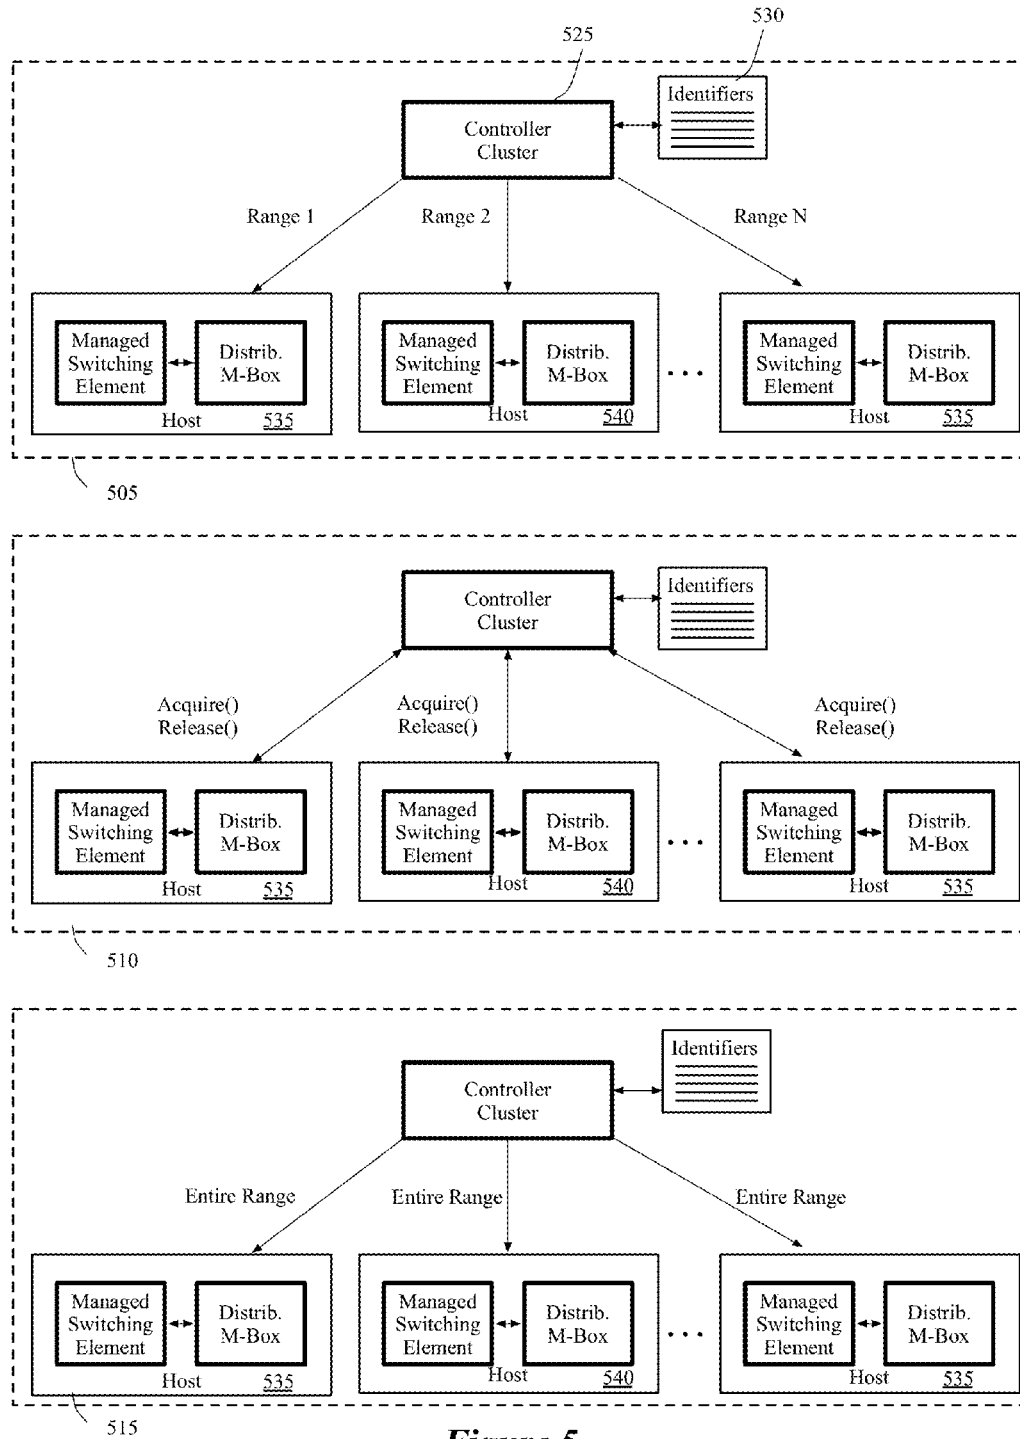 525
530
Identifiers
Controller
Cluster
Range 1
Range 2
Range N
Managed
Switching
Element
Distrib.
M-Box
Host
535
Managed
Switching
Element
Distrib.
M-Box
Host
540
...
Managed
Switching
Element
Distrib.
M-Box
Host
535
505
Identifiers
Controller
Cluster
Acquire()
Release()
Acquire()
Release()
Acquire()
Release()
Managed
Switching
Element
Distrib.
M-Box
Host
535
Managed
Switching
Element
Distrib.
M-Box
Host
540
...
Managed
Switching
Element
Distrib.
M-Box
Host
535
510
Identifiers
Controller
Cluster
Entire Range
Entire Range
Entire Range
Managed
Switching
Element
Distrib.
M-Box
Host
535
Managed
Switching
Element
Distrib.
M-Box
Host
540
...
Managed
Switching
Element
Distrib.
M-Box
Host
535
515
Figure 5